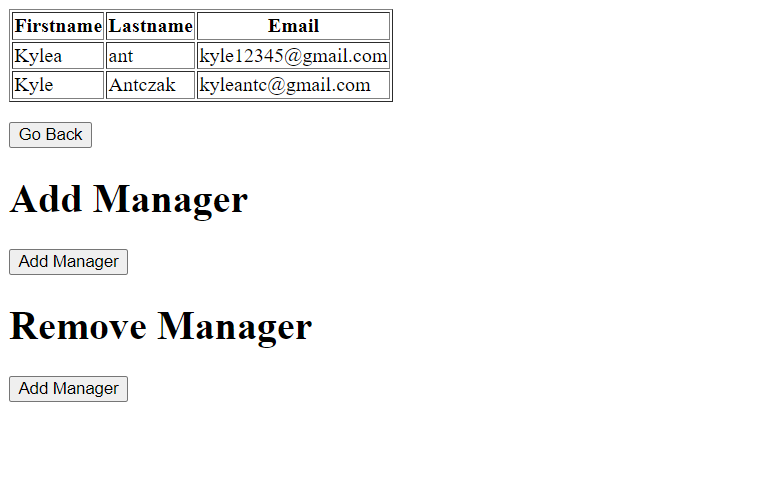 Firstname Lastname Email
Kylea ant kyle12345@gmail.com
Kyle Antczak kyleantc@gmail.com
Go Back
Add Manager
Add Manager
Remove Manager
Add Manager